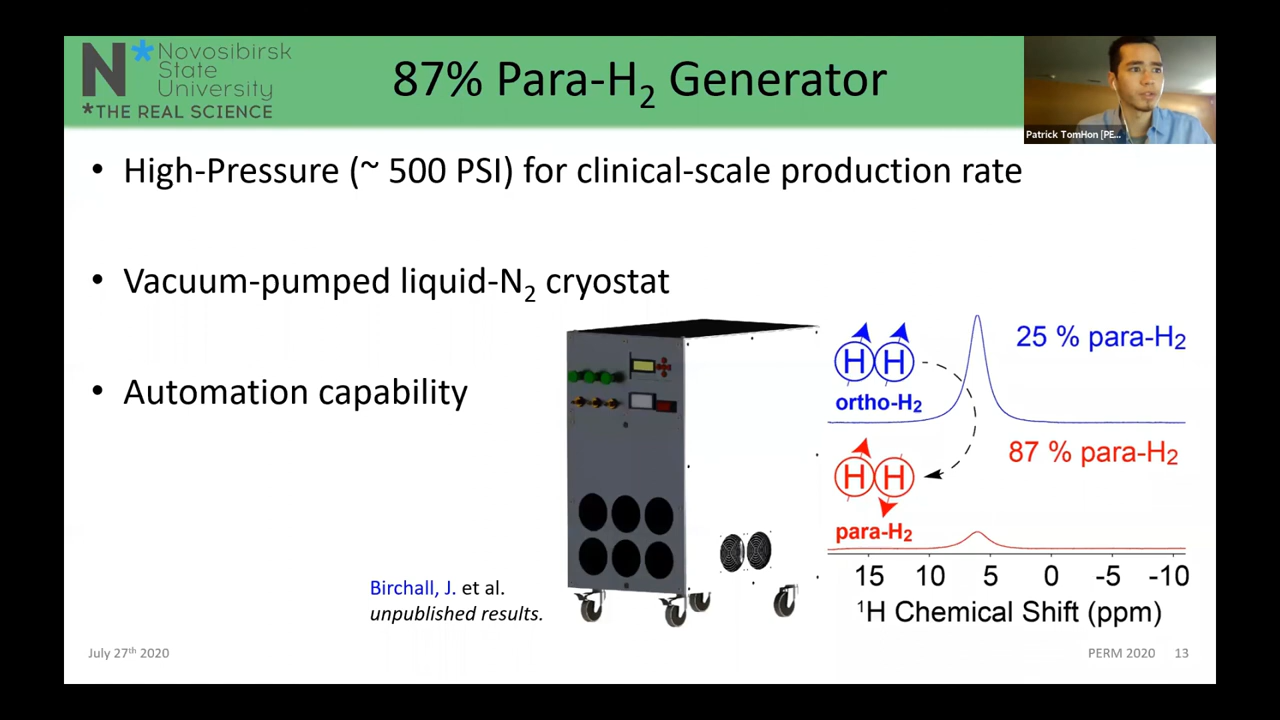 N*Novosibirsk
State
University
*THE REAL SCIENCE
87% Para-H₂ Generator
Patrick TomHon [PE...
• High-Pressure (~ 500 PSI) for clinical-scale production rate
• Vacuum-pumped liquid-N₂ cryostat
• Automation capability
25 % para-H₂
H H
ortho-H₂
87 % para-H₂
H H
para-H₂
15 10 5 0 -5 -10
¹H Chemical Shift (ppm)
Birchall, J. et al.
unpublished results.
July 27ᵗʰ 2020
PERM 2020 13